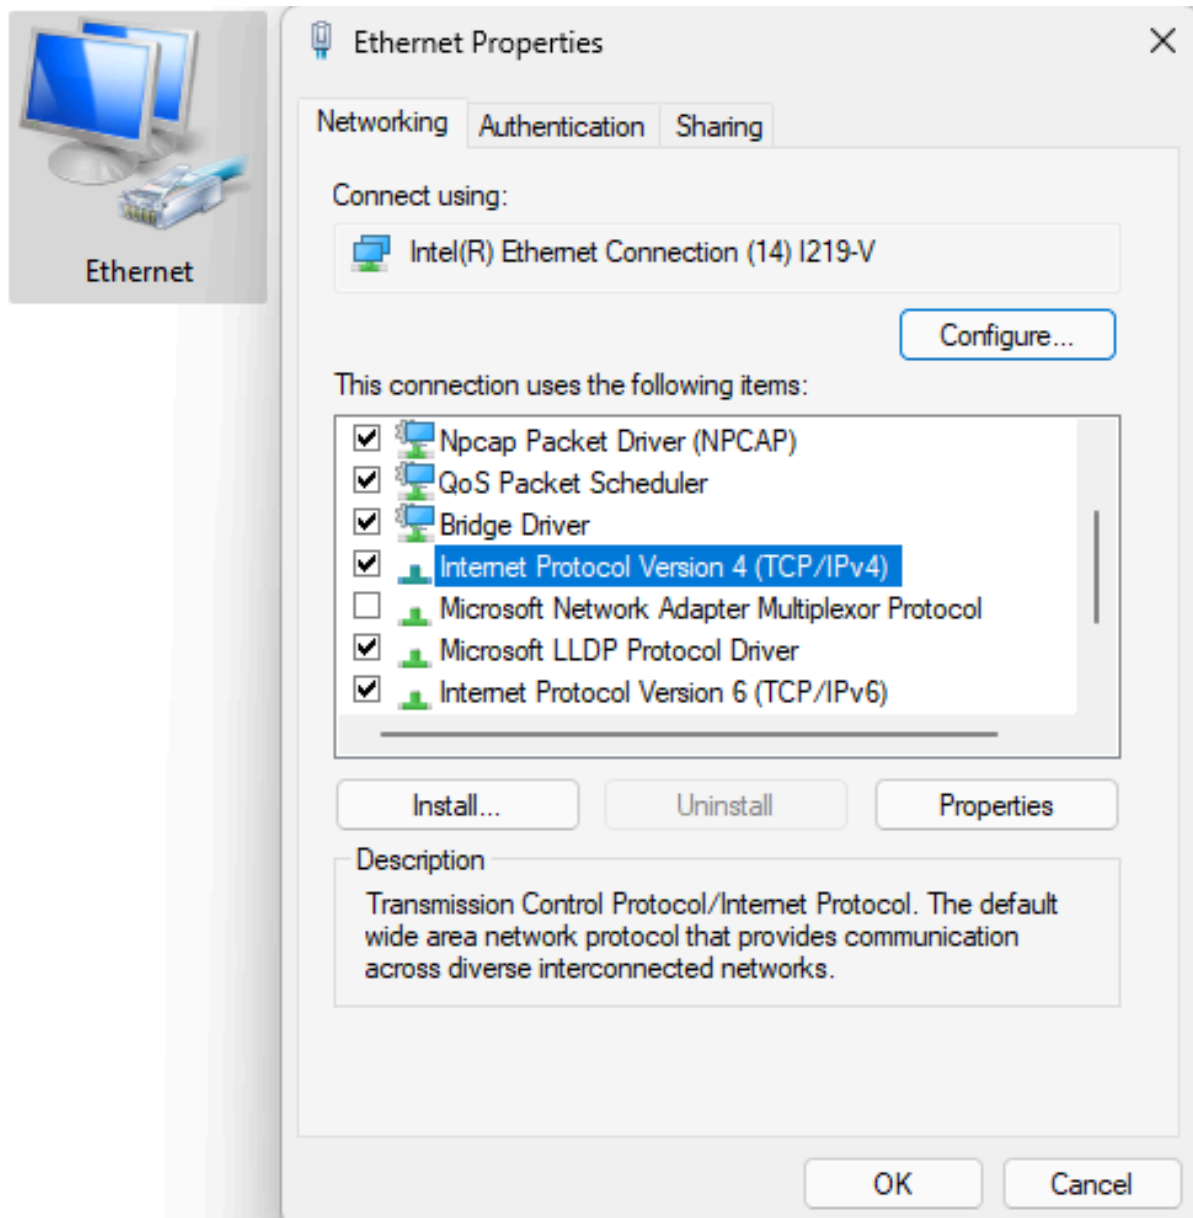 Ethernet
Ethernet Properties
Networking
Authentication
Sharing
Connect using:
Intel(R) Ethernet Connection (14) I219-V
Configure...
This connection uses the following items:
Npcap Packet Driver (NPCAP)
QoS Packet Scheduler
Bridge Driver
Internet Protocol Version 4 (TCP/IPv4)
Microsoft Network Adapter Multiplexor Protocol
Microsoft LLDP Protocol Driver
Internet Protocol Version 6 (TCP/IPv6)
Install...
Uninstall
Properties
Description
Transmission Control Protocol/Internet Protocol. The default
wide area network protocol that provides communication
across diverse interconnected networks.
OK
Cancel